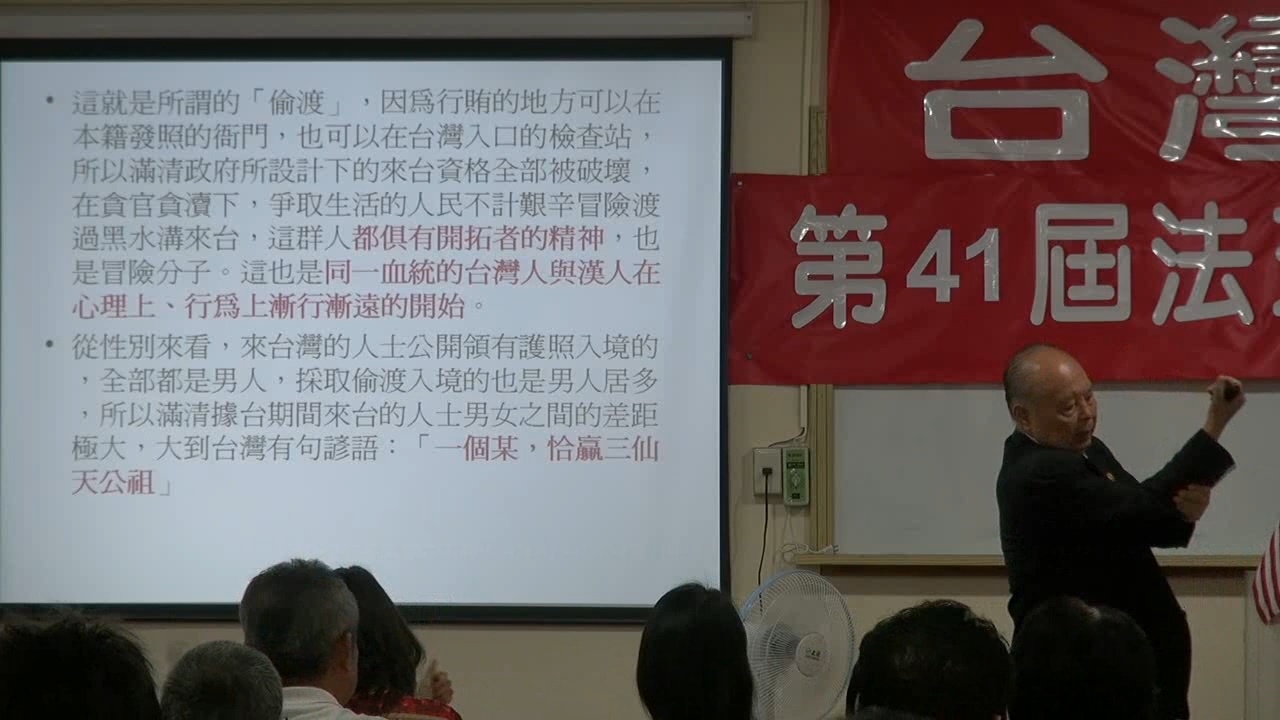 • 這就是所謂的「偷渡」，因為行賄的地方可以在
本籍發照的衙門，也可以在台灣入口的檢查站，
所以滿清政府所設計下的來台資格全部被破壞，
在貪官貪瀆下，爭取生活的人民不計艱辛冒險渡
過黑水溝來台，這群人都俱有開拓者的精神，也
是冒險分子。這也是同一血統的台灣人與漢人在
心理上、行為上漸行漸遠的開始。
• 從性別來看，來台灣的人士公開領有護照入境的
，全部都是男人，採取偷渡入境的也是男人居多
，所以滿清據台期間來台的人士男女之間的差距
極大，大到台灣有句諺語：「一個某，恰贏三仙
天公祖」
台灣
第41屆法